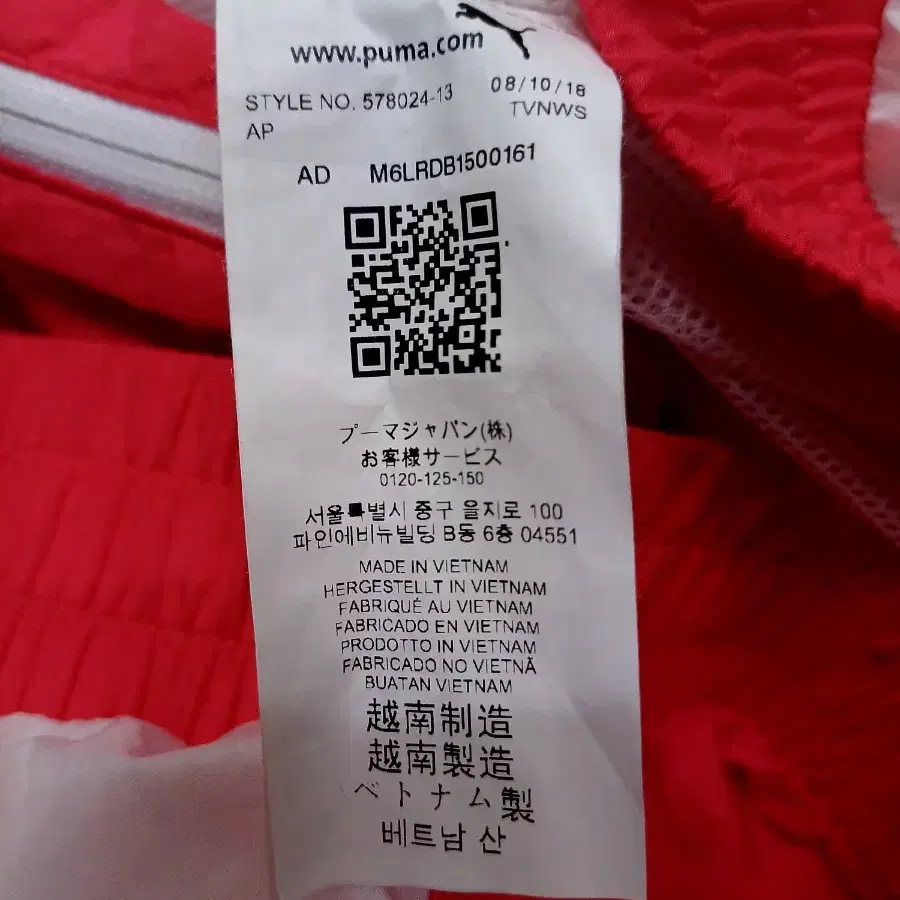 www.puma.com
STYLE NO. 578024-13 08/10/18
AP TVNWS
AD M6LRDB1500161
プーマジャパン(株)
お客様サービス
0120-125-150
서울특별시 중구 을지로 100
파인에비뉴빌딩 B동 6층 04551
MADE IN VIETNAM
HERGESTELLT IN VIETNAM
FABRIQUÉ AU VIETNAM
FABRICADO EN VIETNAM
PRODOTTO IN VIETNAM
FABRICADO NO VIETNÃ
BUATAN VIETNAM
越南制造
越南製造
ベトナム製
베트남 산